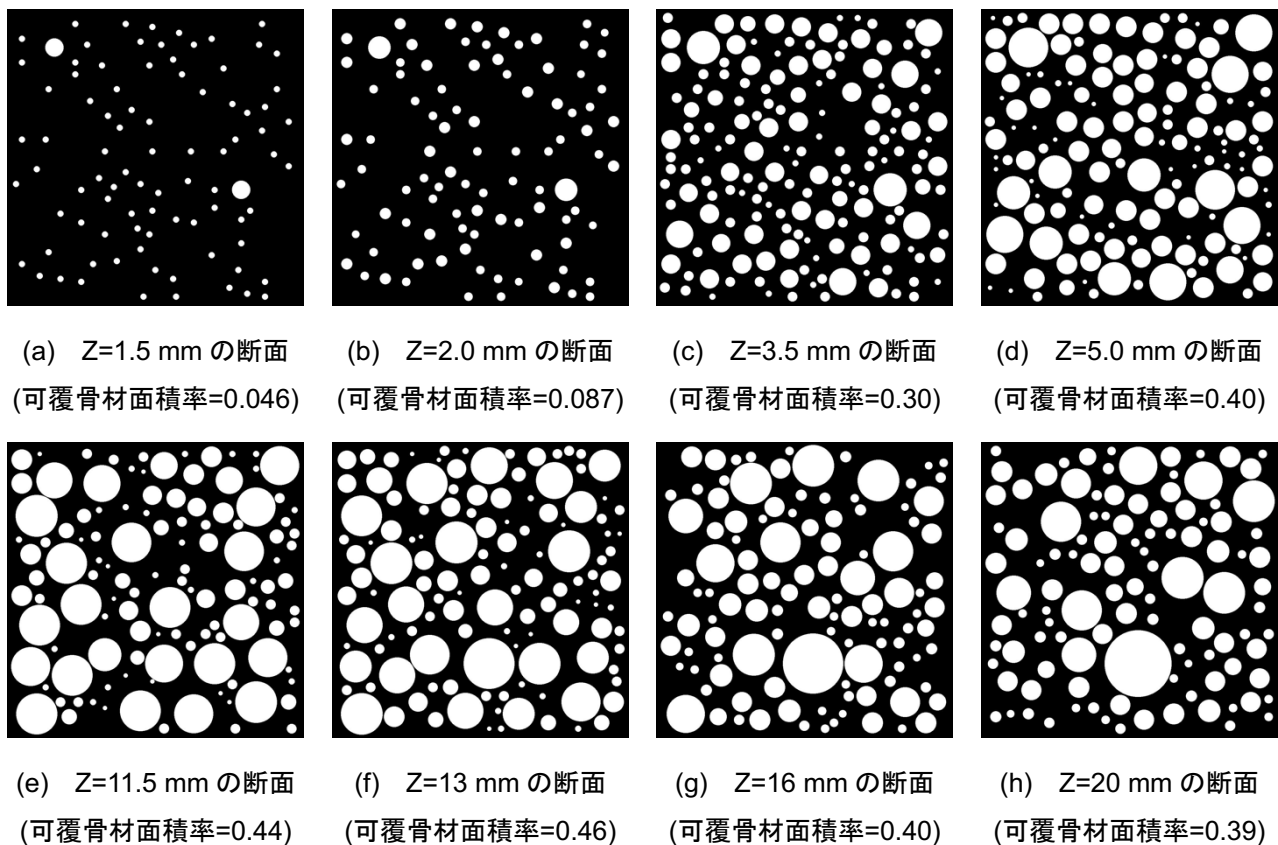 (a) Z=1.5 mm の断面
(可覆骨材面積率=0.046)
(b) Z=2.0 mm の断面
(可覆骨材面積率=0.087)
(c) Z=3.5 mm の断面
(可覆骨材面積率=0.30)
(d) Z=5.0 mm の断面
(可覆骨材面積率=0.40)
(e) Z=11.5 mm の断面
(可覆骨材面積率=0.44)
(f) Z=13 mm の断面
(可覆骨材面積率=0.46)
(g) Z=16 mm の断面
(可覆骨材面積率=0.40)
(h) Z=20 mm の断面
(可覆骨材面積率=0.39)